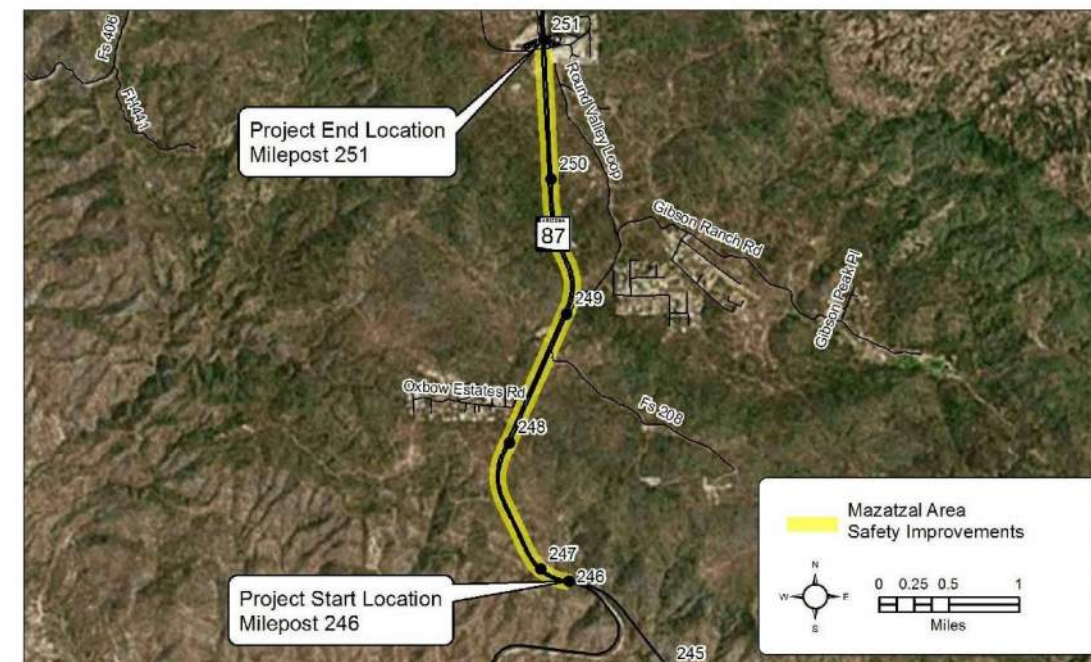 251
Fs 406
FH441
Round Valley Loop
Project End Location
Milepost 251
250
ARIZONA
87
Gibson Ranch Rd
Gibson Peak Pl
249
Oxbow Estates Rd
Fs 208
248
247
246
Project Start Location
Milepost 246
245
Mazatzal Area
Safety Improvements
N
W
E
S
0 0.25 0.5 1
Miles